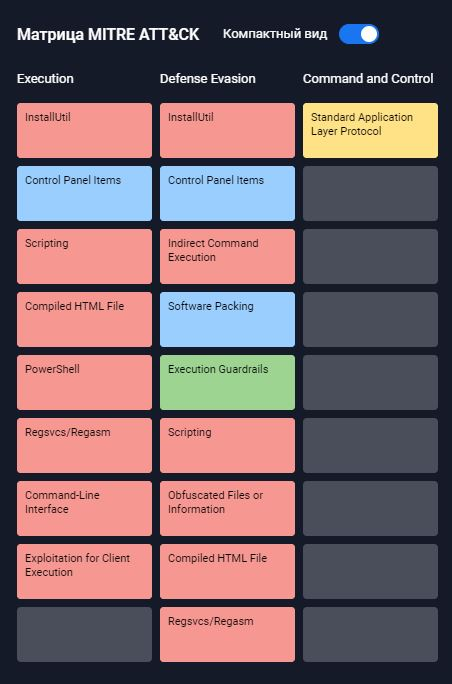 Матрица MITRE ATT&CK
Компактный вид
Execution
Defense Evasion
Command and Control
InstallUtil
InstallUtil
Standard Application
Layer Protocol
Control Panel Items
Control Panel Items
Scripting
Indirect Command
Execution
Compiled HTML File
Software Packing
PowerShell
Execution Guardrails
Regsvcs/Regasm
Scripting
Command-Line
Interface
Obfuscated Files or
Information
Exploitation for Client
Execution
Compiled HTML File
Regsvcs/Regasm